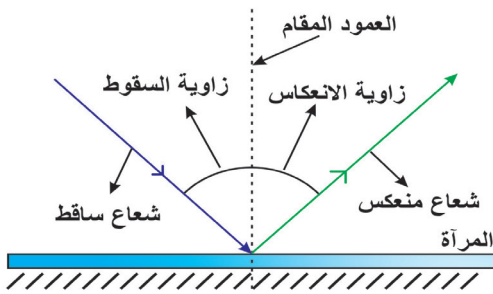 العمود المقام
زاوية الانعكاس
زاوية السقوط
شعاع منعكس
شعاع ساقط
المرآة